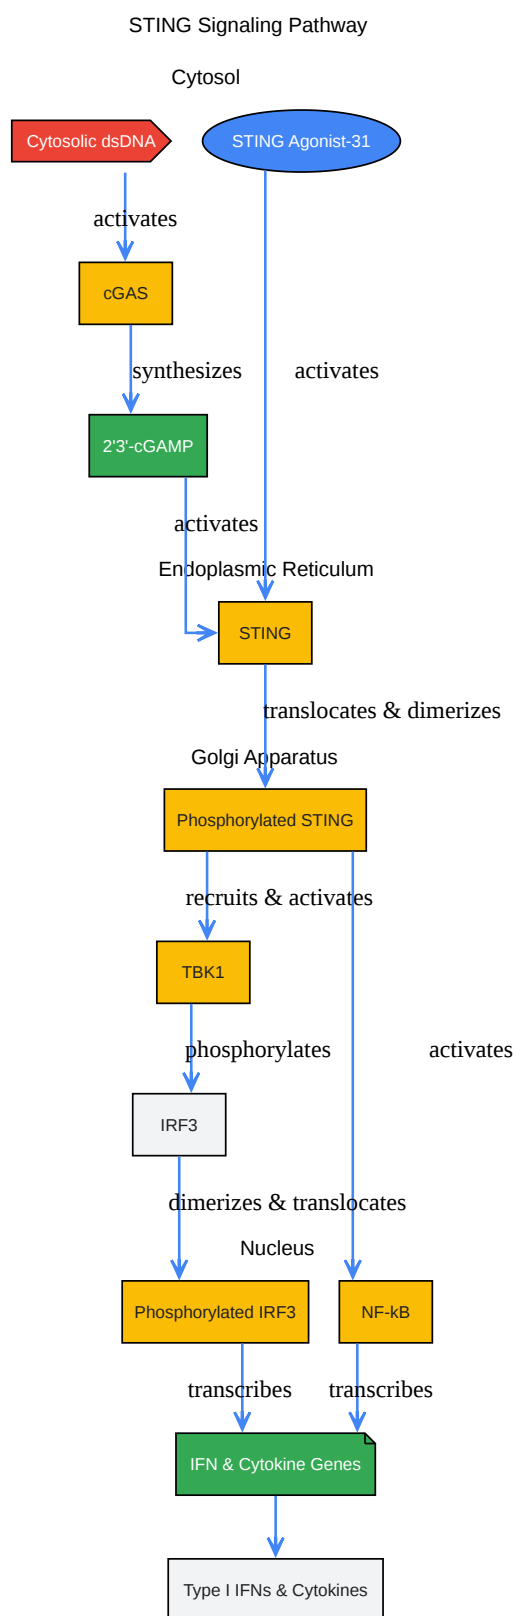 STING Signaling Pathway
Cytosol
Cytosolic dsDNA
STING Agonist-31
activates
cGAS
synthesizes
activates
2'3'-cGAMP
activates
Endoplasmic Reticulum
STING
translocates & dimerizes
Golgi Apparatus
Phosphorylated STING
recruits & activates
TBK1
phosphorylates
activates
IRF3
dimerizes & translocates
Nucleus
Phosphorylated IRF3
NF-kB
transcribes
transcribes
IFN & Cytokine Genes
Type I IFNs & Cytokines